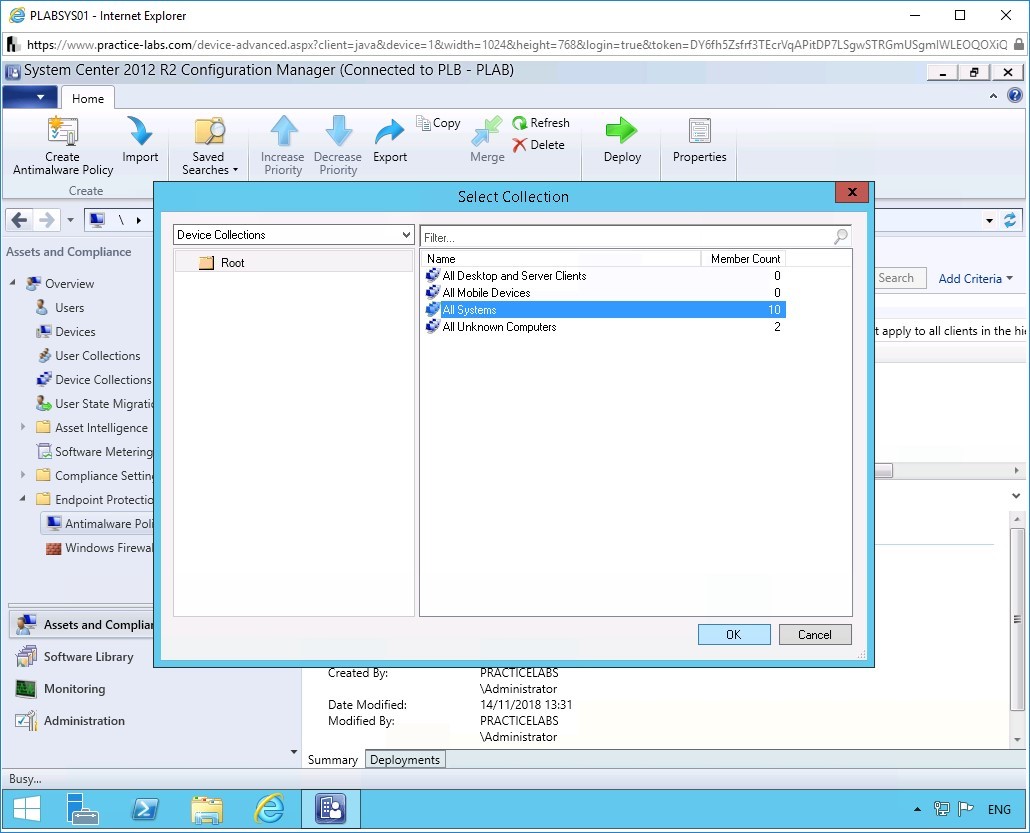 PLABSYS01 - Internet Explorer
https://www.practice-labs.com/device-advanced.aspx?client=java&device=1&width=1024&height=768&login=true&token=DY6fh5Zsfrf3TEcrVqAPitDP7LSgwSTRGmUSgmIWLEOQOXiQ
System Center 2012 R2 Configuration Manager (Connected to PLB - PLAB)
Home
Create Antimalware Policy
Import
Saved Searches
Increase Priority
Decrease Priority
Export
Copy
Merge
Refresh
Delete
Deploy
Properties
Create
Select Collection
\
Device Collections
Filter...
Assets and Compliance
Root
Name Member Count
All Desktop and Server Clients 0
All Mobile Devices 0
All Systems 10
All Unknown Computers 2
Search
Add Criteria
t apply to all clients in the hi
Overview
Users
Devices
User Collections
Device Collections
User State Migratio
Asset Intelligence
Software Metering
Compliance Setting
Endpoint Protectio
Antimalware Poli
Windows Firewal
OK
Cancel
Assets and Complian
Software Library
Monitoring
Administration
Created By: PRACTICELABS
\Administrator
Date Modified: 14/11/2018 13:31
Modified By: PRACTICELABS
\Administrator
Summary
Deployments
Busy...
ENG